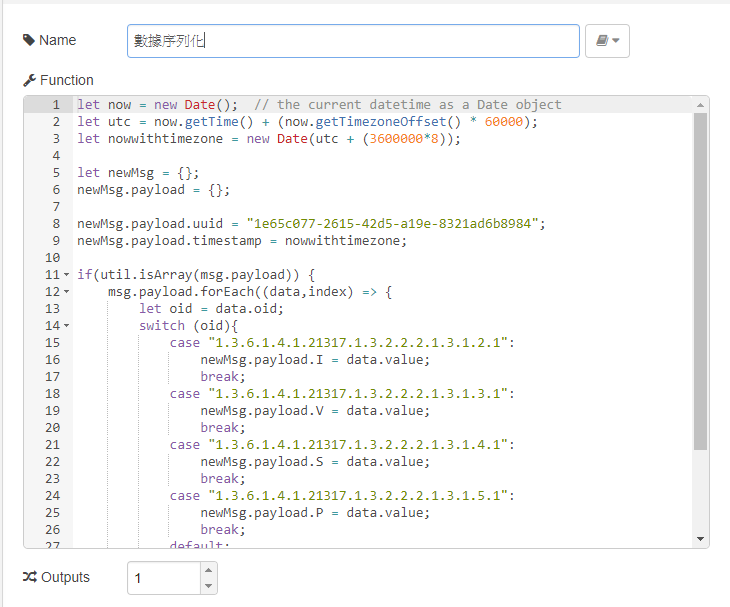 Name
數據序列化
Function
1 let now = new Date();  // the current datetime as a Date object
2 let utc = now.getTime() + (now.getTimezoneOffset() * 60000);
3 let nowwithtimezone = new Date(utc + (3600000*8));
4
5 let newMsg = {};
6 newMsg.payload = {};
7
8 newMsg.payload.uuid = "1e65c077-2615-42d5-a19e-8321ad6b8984";
9 newMsg.payload.timestamp = nowwithtimezone;
10
11 if(util.isArray(msg.payload)) {
12     msg.payload.forEach((data,index) => {
13         let oid = data.oid;
14         switch (oid){
15             case "1.3.6.1.4.1.21317.1.3.2.2.2.1.3.1.2.1":
16                 newMsg.payload.I = data.value;
17                 break;
18             case "1.3.6.1.4.1.21317.1.3.2.2.2.1.3.1.3.1":
19                 newMsg.payload.V = data.value;
20                 break;
21             case "1.3.6.1.4.1.21317.1.3.2.2.2.1.3.1.4.1":
22                 newMsg.payload.S = data.value;
23                 break;
24             case "1.3.6.1.4.1.21317.1.3.2.2.2.1.3.1.5.1":
25                 newMsg.payload.P = data.value;
26                 break;
27             default:
Outputs
1